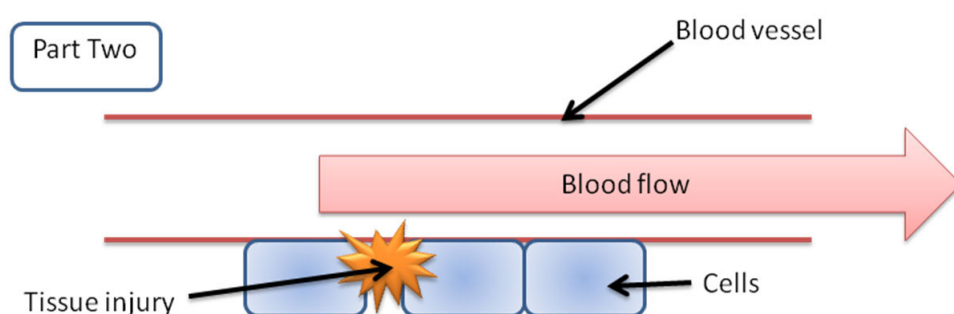 Part Two
Blood vessel
Blood flow
Tissue injury
Cells